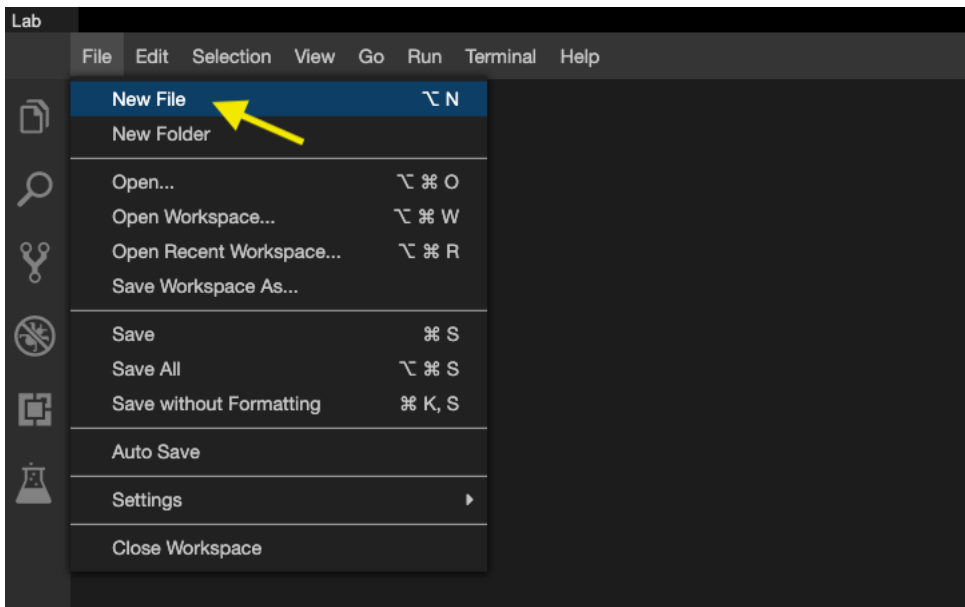 Lab
File Edit Selection View Go Run Terminal Help
New File ⌥ N
New Folder
Open... ⌥ ⌘ O
Open Workspace... ⌥ ⌘ W
Open Recent Workspace... ⌥ ⌘ R
Save Workspace As...
Save ⌘ S
Save All ⌥ ⌘ S
Save without Formatting ⌘ K, S
Auto Save
Settings
Close Workspace